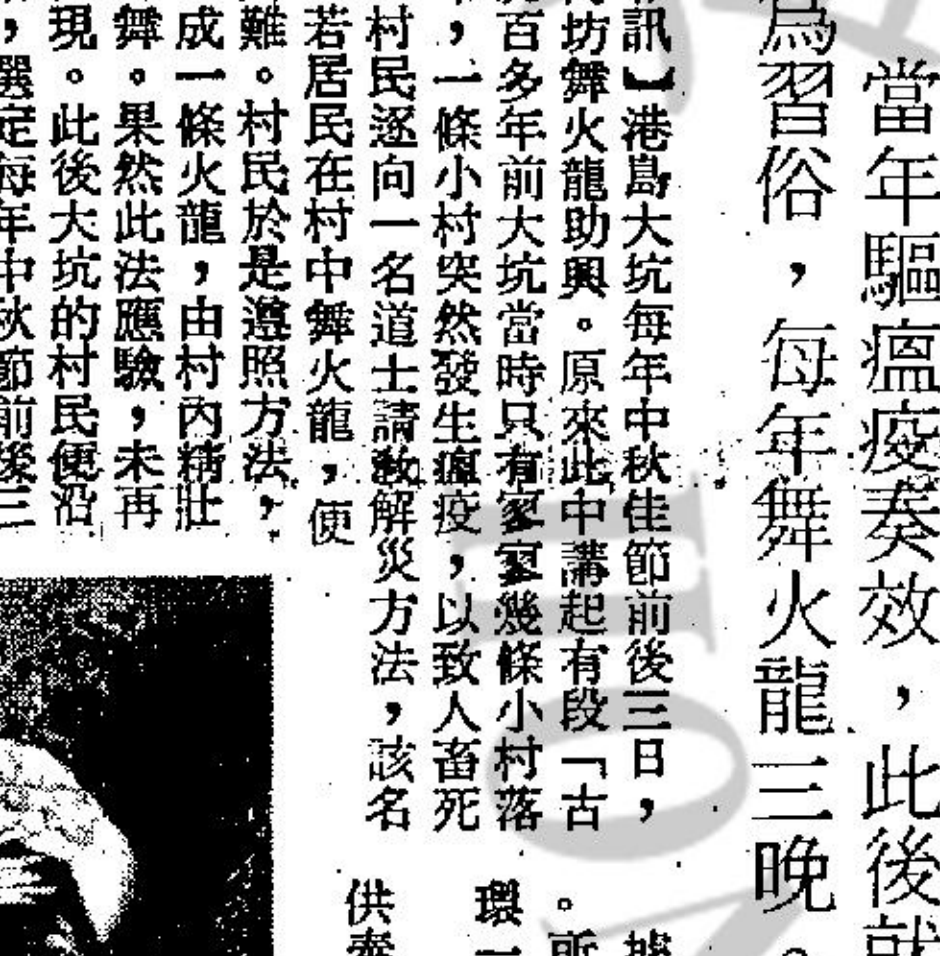 當年驅瘟疫奏效，此後就
為習俗，每年舞火龍三晚。
訊】港島大坑每年中秋佳節前後三日，
坊舞火龍助興。原來此中講起有段「古
百多年前大坑當時只有寥寥幾條小村落
，一條小村突然發生瘟疫，以致人畜死
村民逐向一名道士請教解災方法，該名
若居民在村中舞火龍，便
難。村民於是遵照方法，
成一條火龍，由村內精壯
舞。果然此法應驗，未再
現。此後大坑的村民便沿
，選定每年中秋節前後三
據
。所
環一
供奉